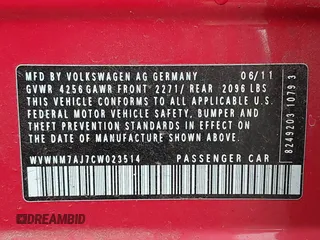 MFD BY VOLKSWAGEN AG GERMANY 06/11
GVWR 4256 GAWR FRONT 2271/ REAR 2096 LBS
THIS VEHICLE CONFORMS TO ALL APPLICABLE U.S.
FEDERAL MOTOR VEHICLE SAFETY, BUMPER AND
THEFT PREVENTION STANDARDS IN EFFECT ON THE
DATE OF MANUFACTURE SHOWN ABOVE.
WVWNM7AJ7CW023514 PASSENGER CAR
8249203 1079 3
DREAMBID